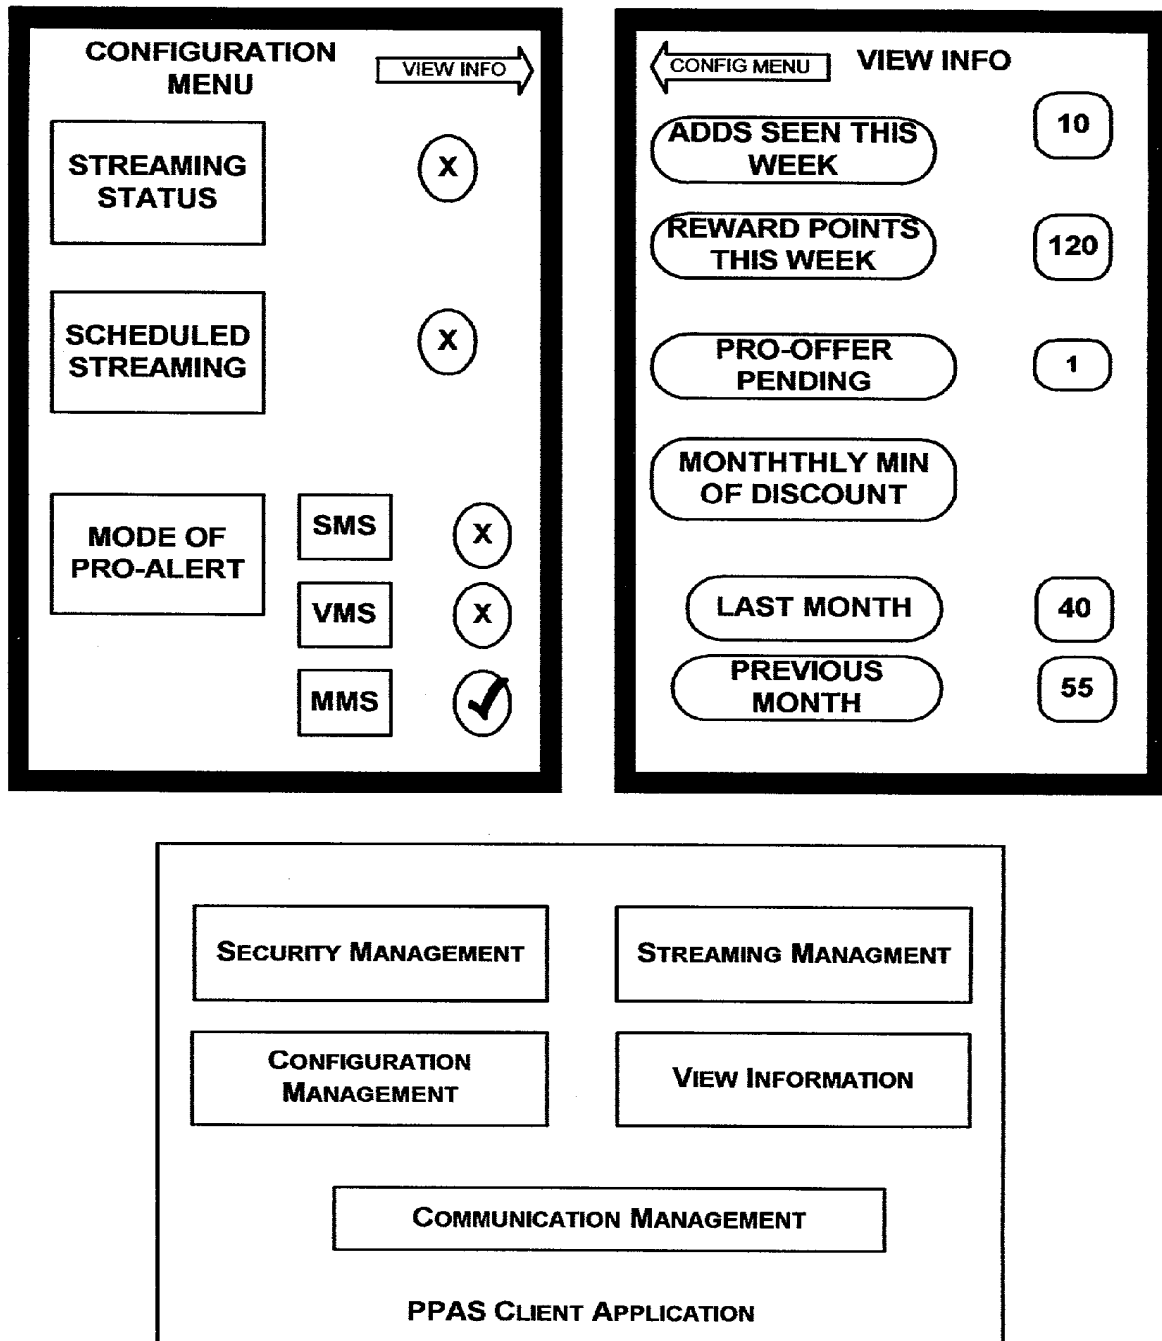 CONFIGURATION
MENU
VIEW INFO
STREAMING
STATUS
X
SCHEDULED
STREAMING
X
MODE OF
PRO-ALERT
SMS
X
VMS
X
MMS
CONFIG MENU
VIEW INFO
ADDS SEEN THIS
WEEK
10
REWARD POINTS
THIS WEEK
120
PRO-OFFER
PENDING
1
MONTHTHLY MIN
OF DISCOUNT
LAST MONTH
40
PREVIOUS
MONTH
55
SECURITY MANAGEMENT
STREAMING MANAGMENT
CONFIGURATION
MANAGEMENT
VIEW INFORMATION
COMMUNICATION MANAGEMENT
PPAS CLIENT APPLICATION